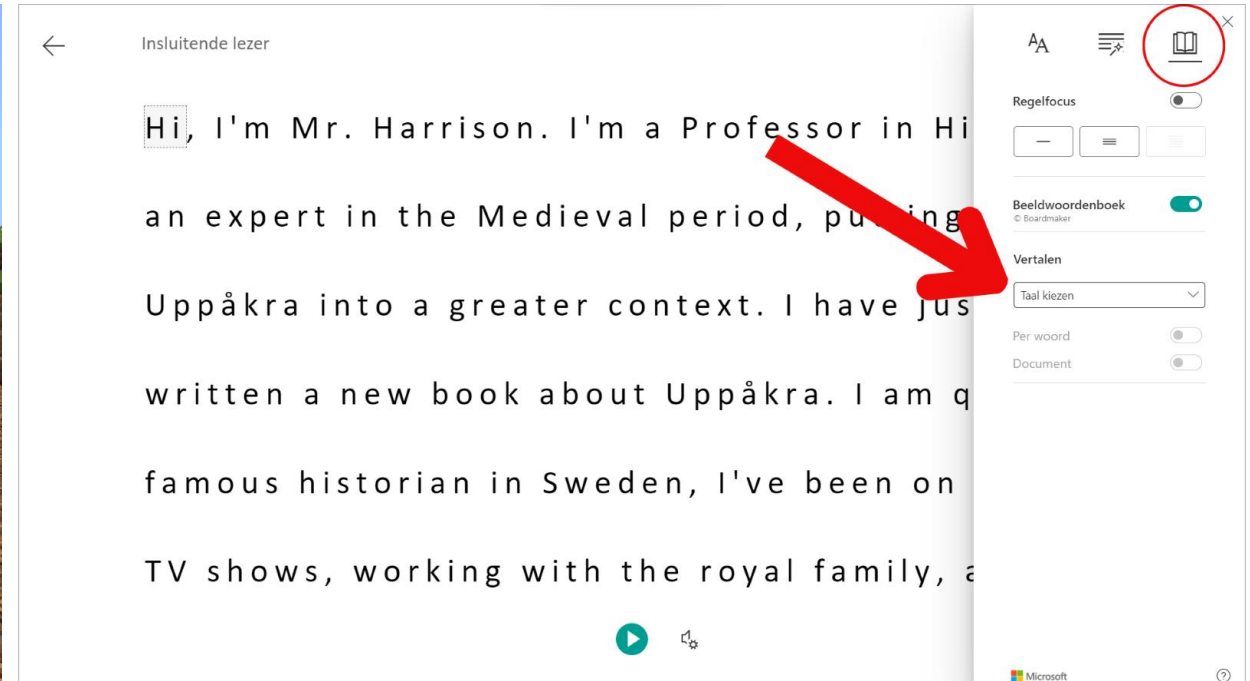 Insluitende lezer
Hi, I'm Mr. Harrison. I'm a Professor in Hi
an expert in the Medieval period,
Uppåkra into a greater context. I have jus
written a new book about Uppåkra. I am q
famous historian in Sweden, I've been on
TV shows, working with the royal family, a
AA
Regelfocus
Beeldwoordenboek
© Boardmaker
Vertalen
Taal kiezen
Per woord
Document
Microsoft